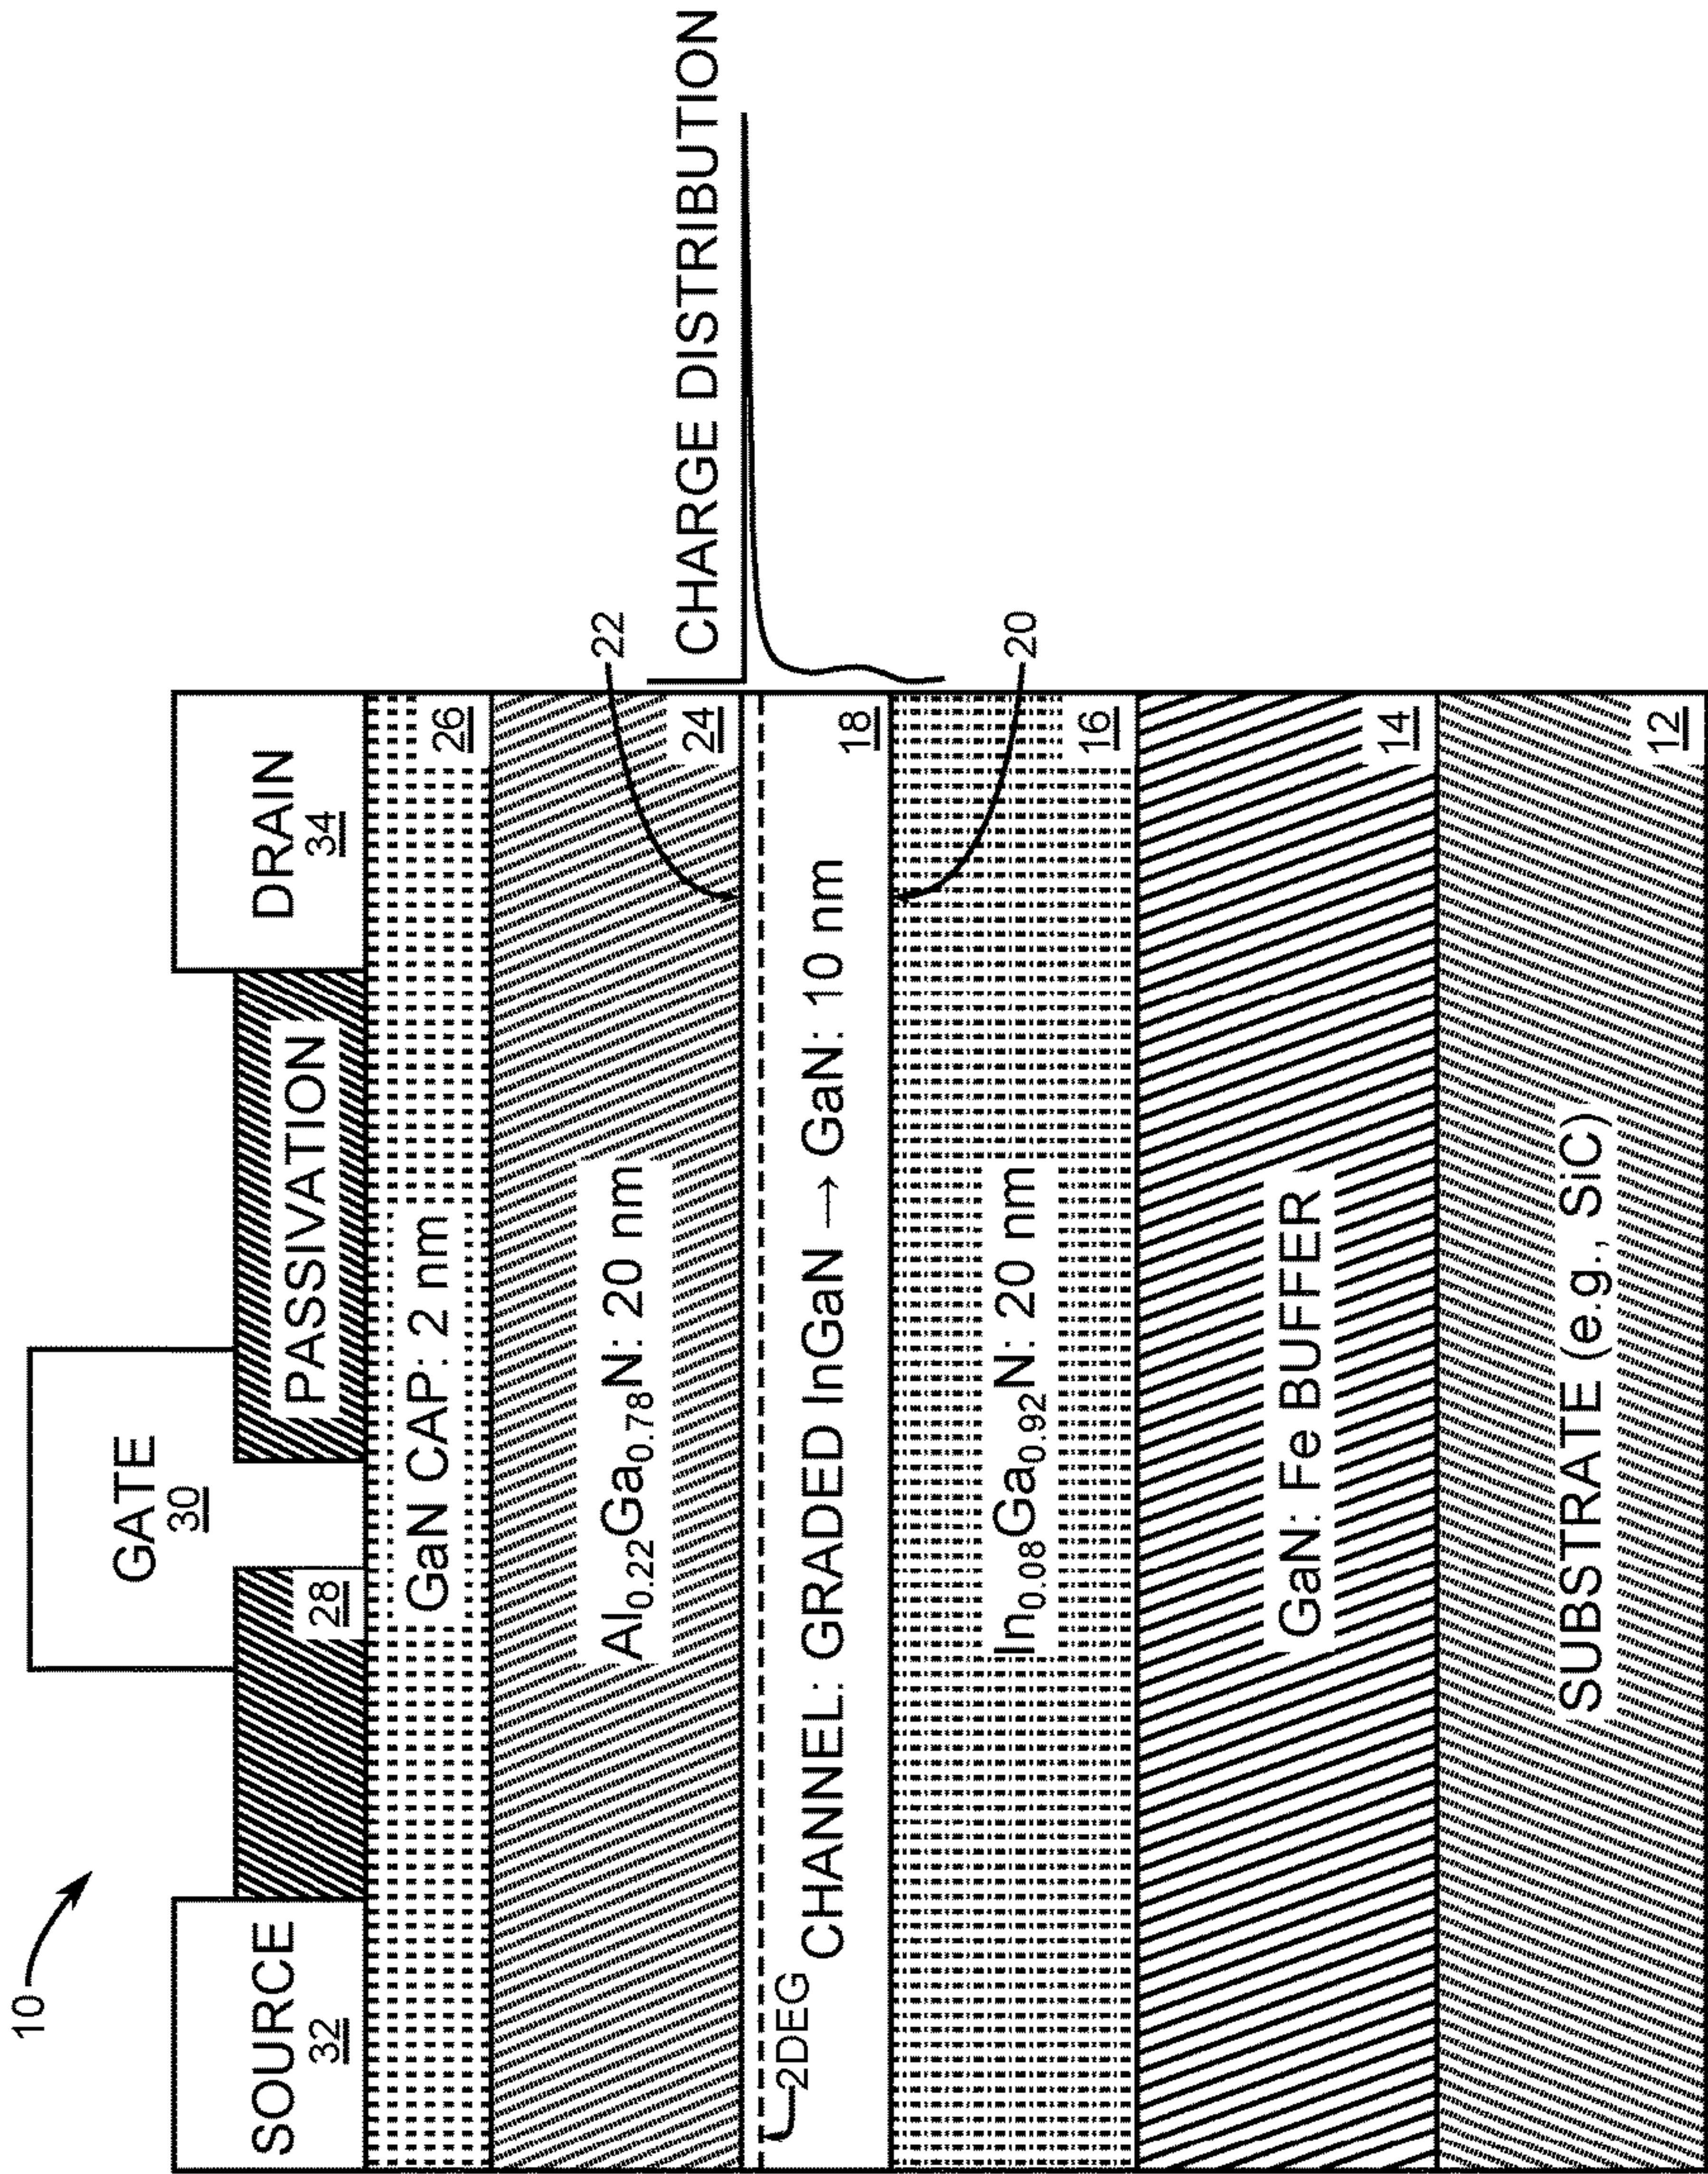 10
GATE
30
SOURCE
32
DRAIN
34
28
PASSIVATION
GaN CAP: 2 nm
26
Al0.22Ga0.78N: 20 nm
24
22
CHARGE DISTRIBUTION
2DEG
CHANNEL: GRADED InGaN → GaN: 10 nm
18
20
In0.08Ga0.92N: 20 nm
16
GaN: Fe BUFFER
14
SUBSTRATE (e.g., SiC)
12